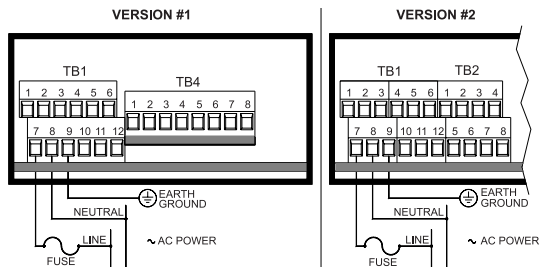 VERSION #1
TB1
TB4
1 2 3 4 5 6
1 2 3 4 5 6 7 8
7 8 9 10 11 12
EARTH
GROUND
NEUTRAL
LINE
~ AC POWER
FUSE
VERSION #2
TB1
TB2
1 2 3 4 5 6 1 2 3 4
7 8 9 10 11 12 5 6 7 8
EARTH
GROUND
NEUTRAL
LINE
~ AC POWER
FUSE